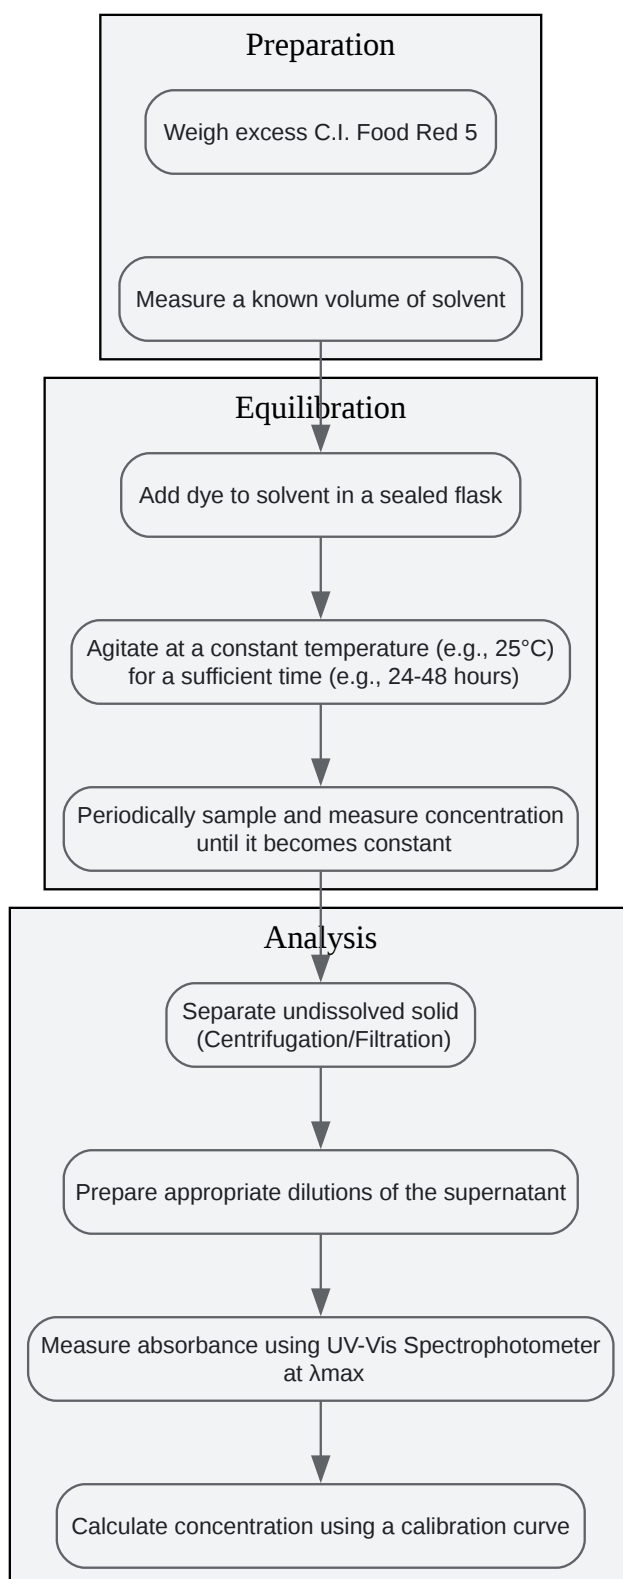 Preparation
Weigh excess C.I. Food Red 5
Measure a known volume of solvent
Equilibration
Add dye to solvent in a sealed flask
Agitate at a constant temperature (e.g., 25°C)
for a sufficient time (e.g., 24-48 hours)
Periodically sample and measure concentration
until it becomes constant
Analysis
Separate undissolved solid
(Centrifugation/Filtration)
Prepare appropriate dilutions of the supernatant
Measure absorbance using UV-Vis Spectrophotometer
at λmax
Calculate concentration using a calibration curve